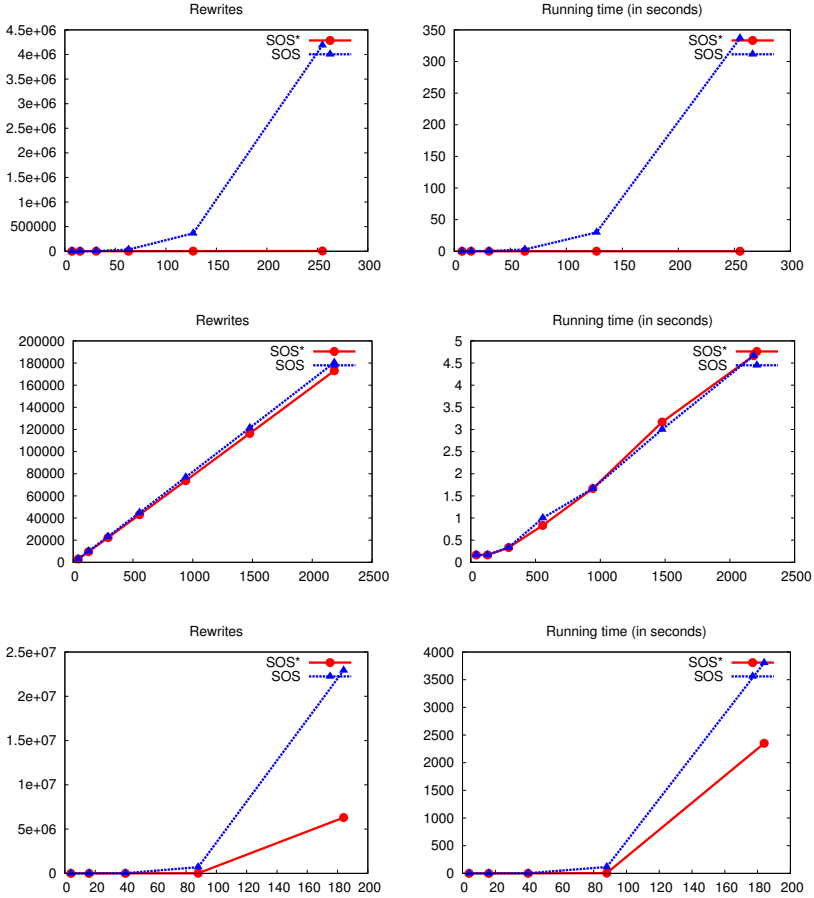 Rewrites
4.5e+06
4e+06
3.5e+06
3e+06
2.5e+06
2e+06
1.5e+06
1e+06
500000
0
0 50 100 150 200 250 300
SOS*
SOS
Running time (in seconds)
350
300
250
200
150
100
50
0
0 50 100 150 200 250 300
SOS*
SOS
Rewrites
200000
180000
160000
140000
120000
100000
80000
60000
40000
20000
0
0 500 1000 1500 2000 2500
SOS*
SOS
Running time (in seconds)
5
4.5
4
3.5
3
2.5
2
1.5
1
0.5
0
0 500 1000 1500 2000 2500
SOS*
SOS
Rewrites
2.5e+07
2e+07
1.5e+07
1e+07
5e+06
0
0 20 40 60 80 100 120 140 160 180 200
SOS*
SOS
Running time (in seconds)
4000
3500
3000
2500
2000
1500
1000
500
0
0 20 40 60 80 100 120 140 160 180 200
SOS*
SOS